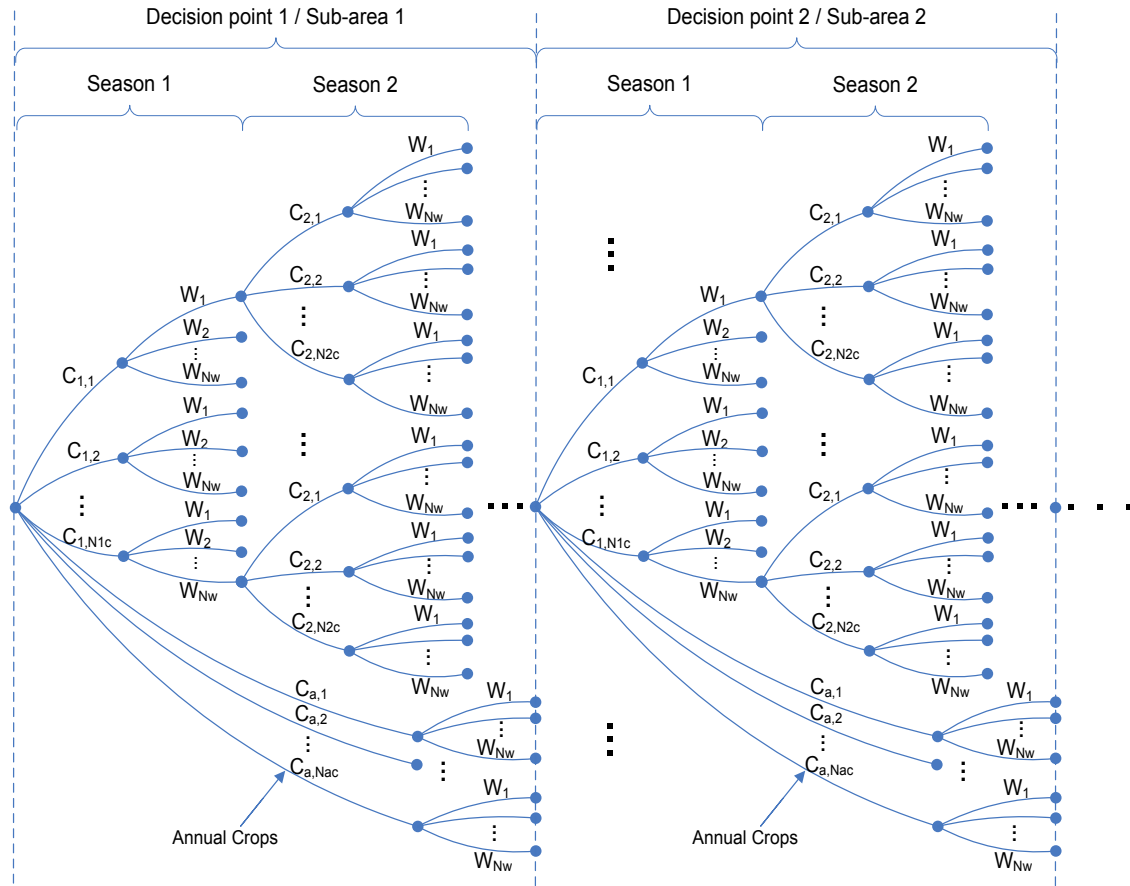 Decision point 1 / Sub-area 1
Decision point 2 / Sub-area 2
Season 1
Season 2
Season 1
Season 2
W1
⋮
WNw
C2,1
W1
C2,2
⋮
WNw
W1
⋮
C2,N2c
W1
⋮
WNw
W2
⋮
WNw
C1,1
W1
W2
⋮
WNw
C1,2
⋮
W1
W2
⋮
WNw
C1,N1c
⋮
W1
⋮
WNw
C2,1
W1
⋮
WNw
C2,2
⋮
W1
⋮
WNw
C2,N2c
...
Ca,1
Ca,2
⋮
Ca,Nac
W1
⋮
WNw
⋮
W1
⋮
WNw
Annual Crops
⋮
W1
⋮
WNw
C2,1
W1
C2,2
⋮
WNw
W1
⋮
C2,N2c
W1
⋮
WNw
W2
⋮
WNw
C1,1
W1
W2
⋮
WNw
C1,2
⋮
W1
W2
⋮
WNw
C1,N1c
⋮
W1
⋮
WNw
C2,1
W1
⋮
WNw
C2,2
⋮
W1
⋮
WNw
C2,N2c
...
...
⋮
Ca,1
Ca,2
⋮
Ca,Nac
W1
⋮
WNw
⋮
W1
⋮
WNw
Annual Crops